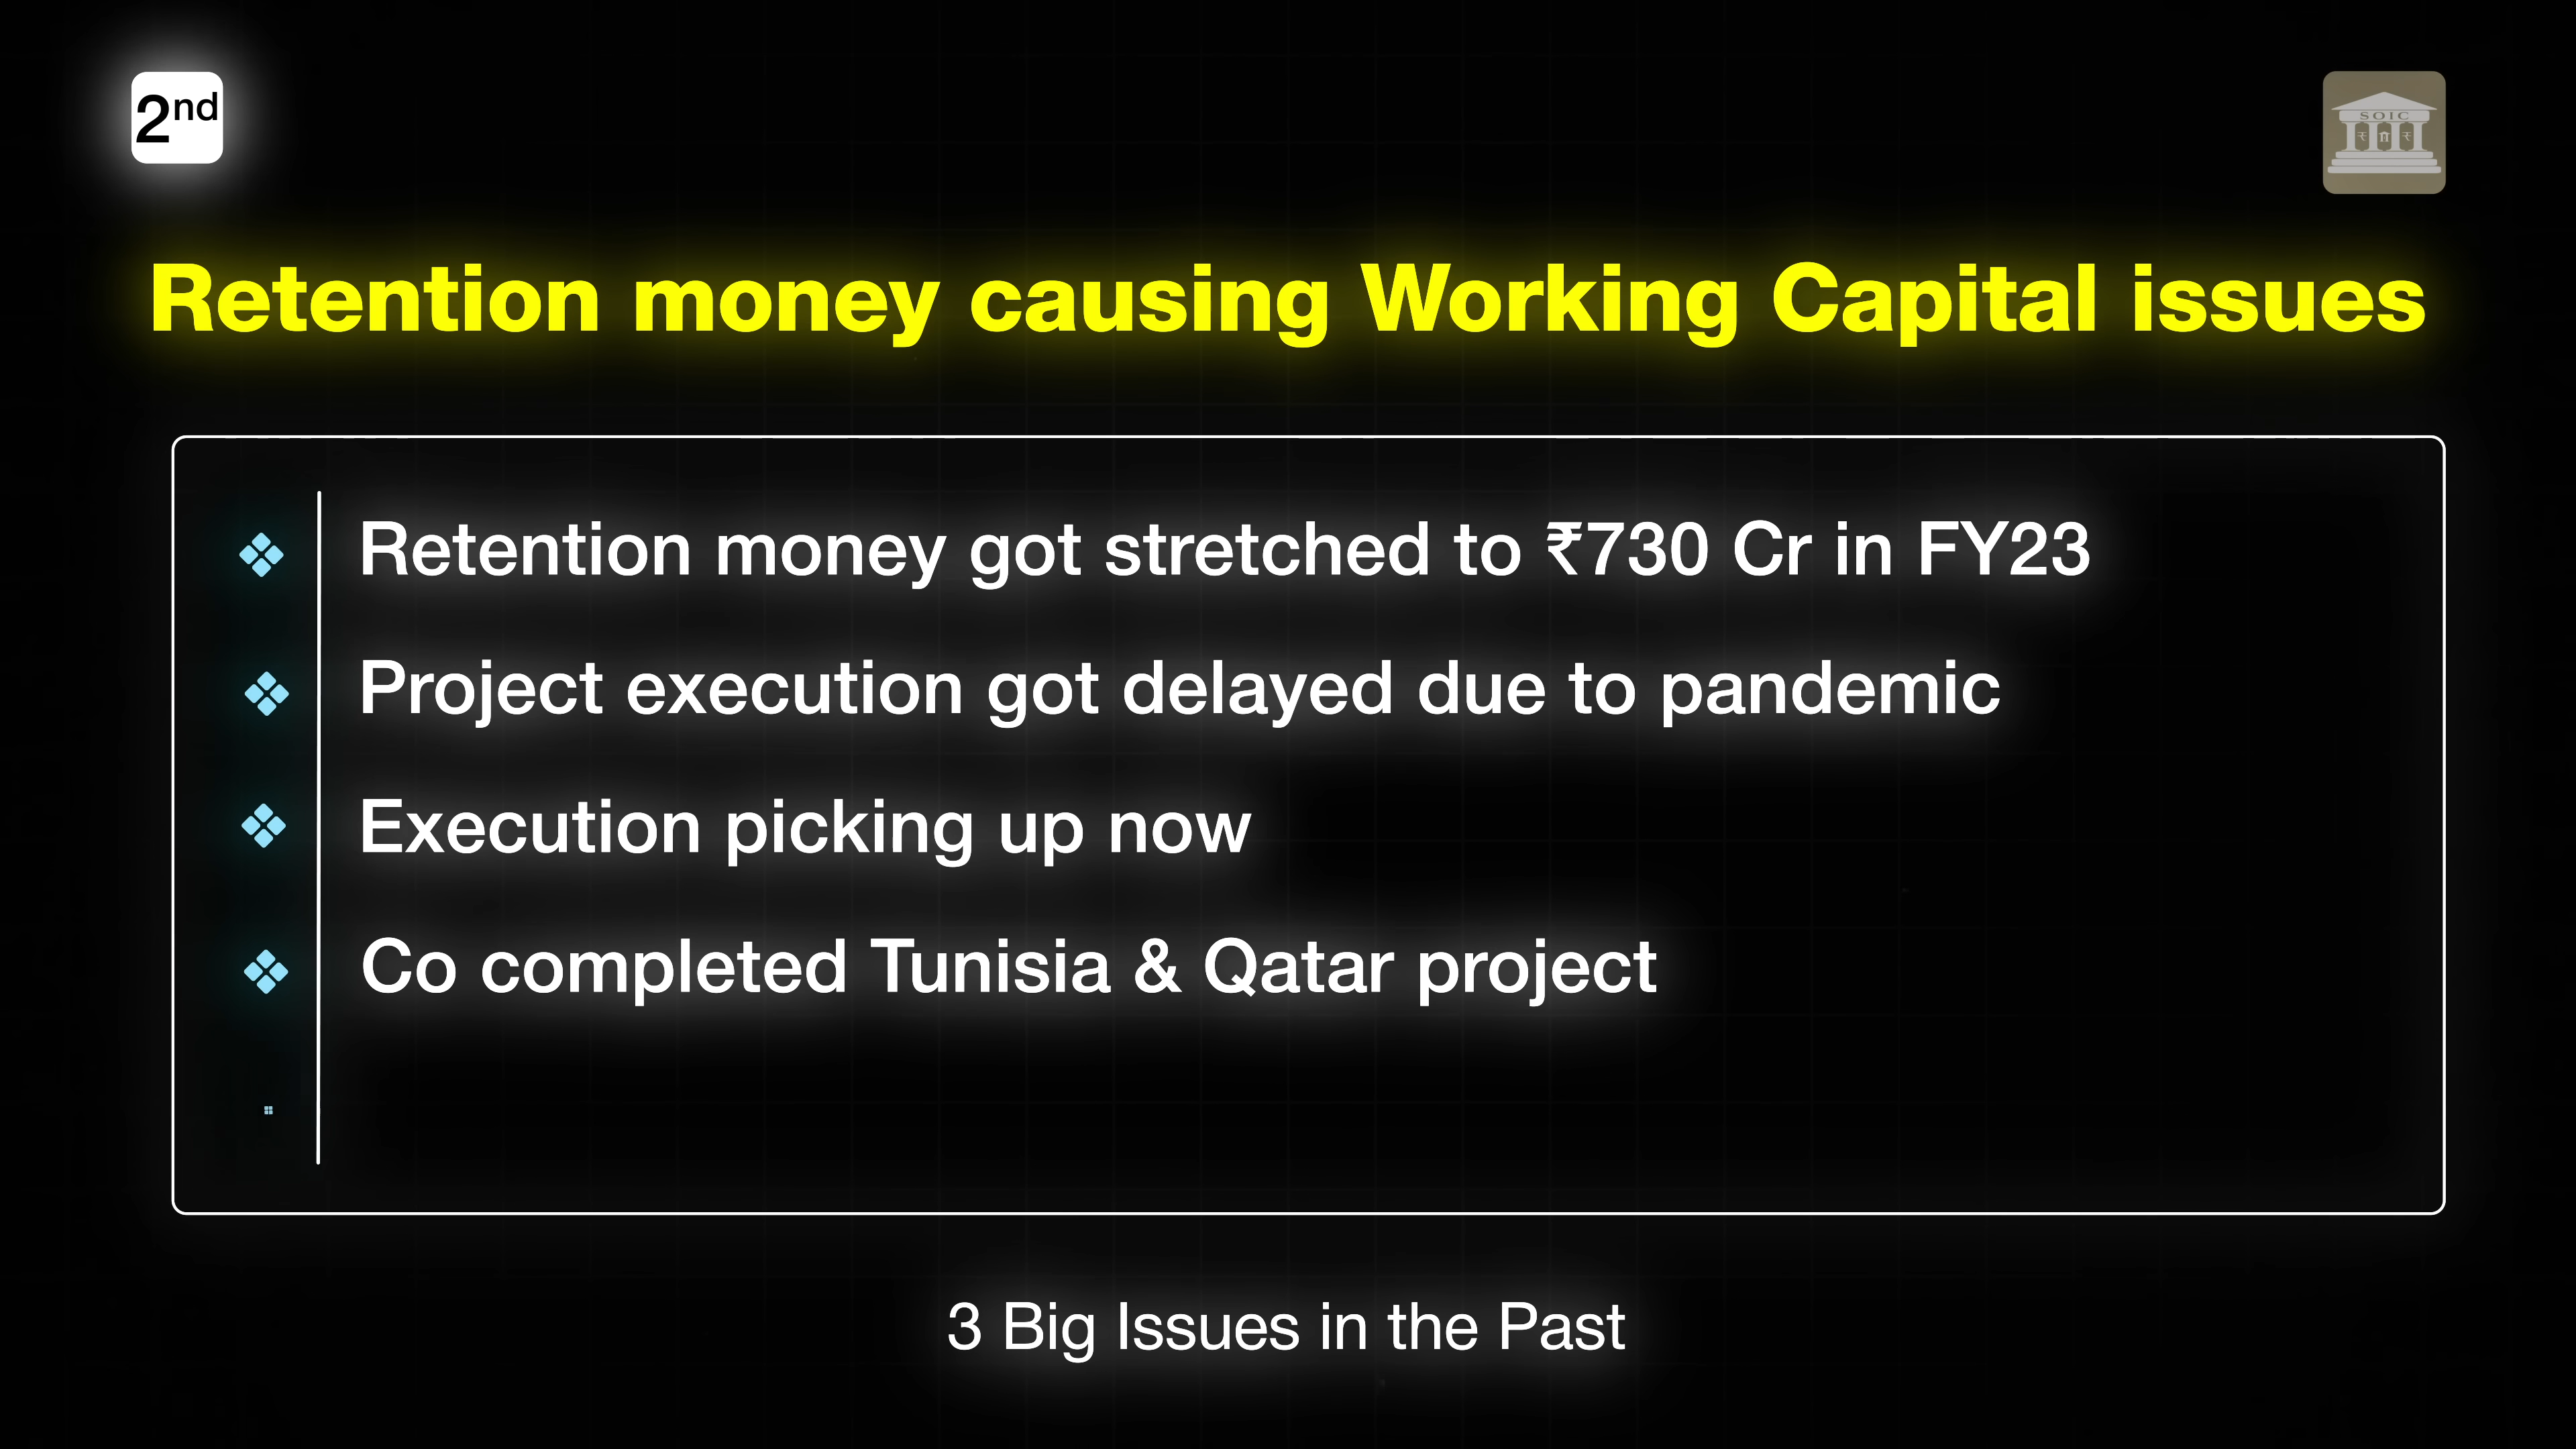 2nd
SOIC
Retention money causing Working Capital issues
Retention money got stretched to ₹730 Cr in FY23
Project execution got delayed due to pandemic
Execution picking up now
Co completed Tunisia & Qatar project
3 Big Issues in the Past